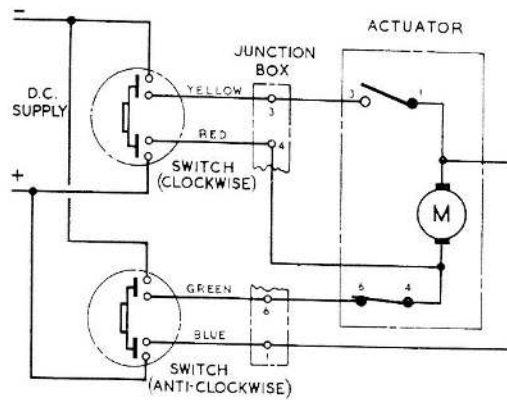 −
D.C.
SUPPLY
+
ACTUATOR
JUNCTION
BOX
YELLOW
3
3
1
RED
4
SWITCH
(CLOCKWISE)
M
GREEN
6
6
4
BLUE
1
SWITCH
(ANTI-CLOCKWISE)